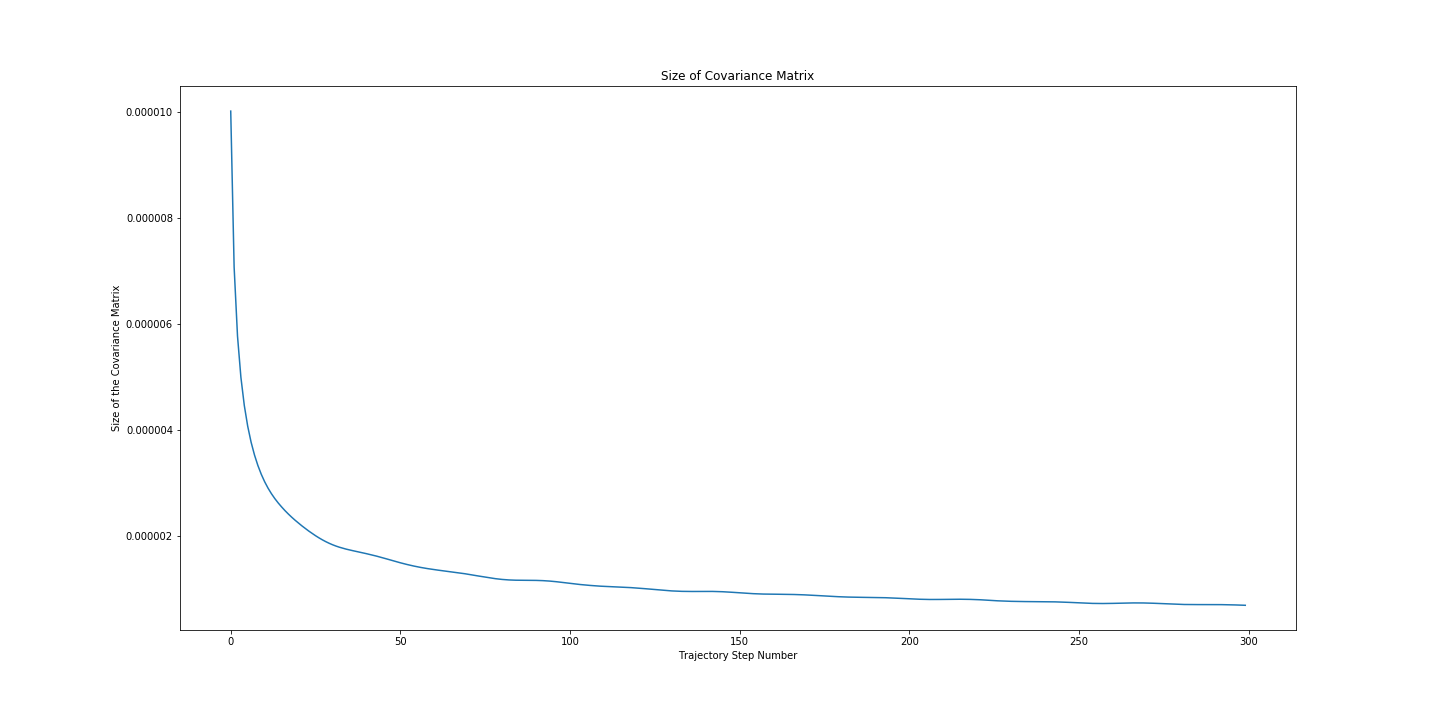 Size of Covariance Matrix
0.000010
0.000008
0.000006
0.000004
0.000002
Size of the Covariance Matrix
0 50 100 150 200 250 300
Trajectory Step Number